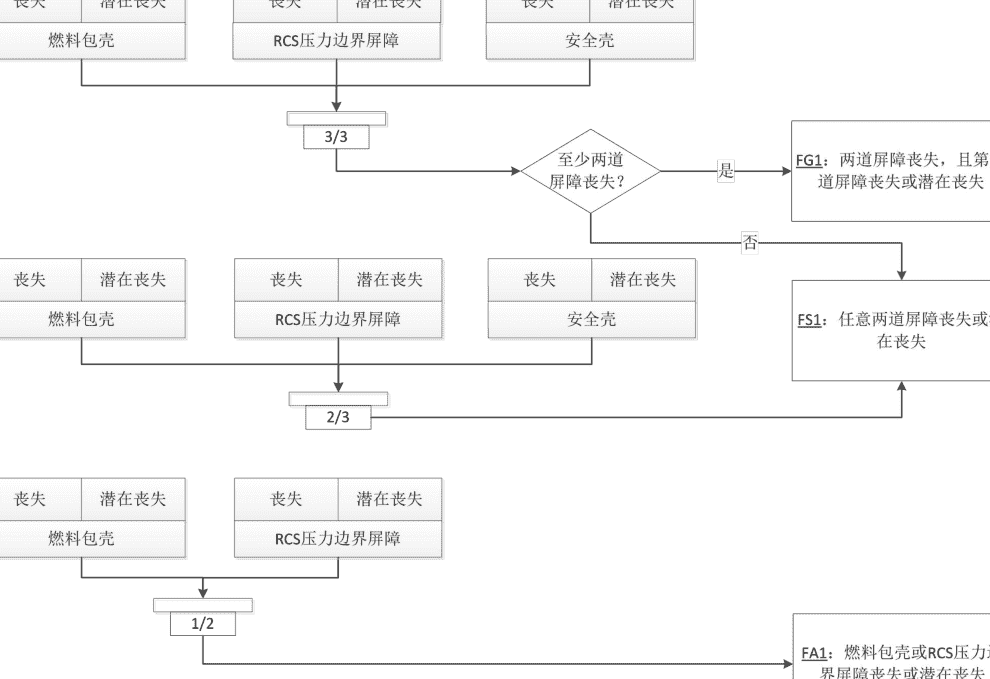 丧失 潜在丧失 丧失 潜在丧失 丧失 潜在丧失
燃料包壳 RCS压力边界屏障 安全壳
3/3
至少两道
屏障丧失？
是
FG1：两道屏障丧失，且第
道屏障丧失或潜在丧失
否
丧失 潜在丧失 丧失 潜在丧失 丧失 潜在丧失
燃料包壳 RCS压力边界屏障 安全壳
FS1：任意两道屏障丧失或
在丧失
2/3
丧失 潜在丧失 丧失 潜在丧失
燃料包壳 RCS压力边界屏障
1/2
FA1：燃料包壳或RCS压力
界屏障丧失或潜在丧失